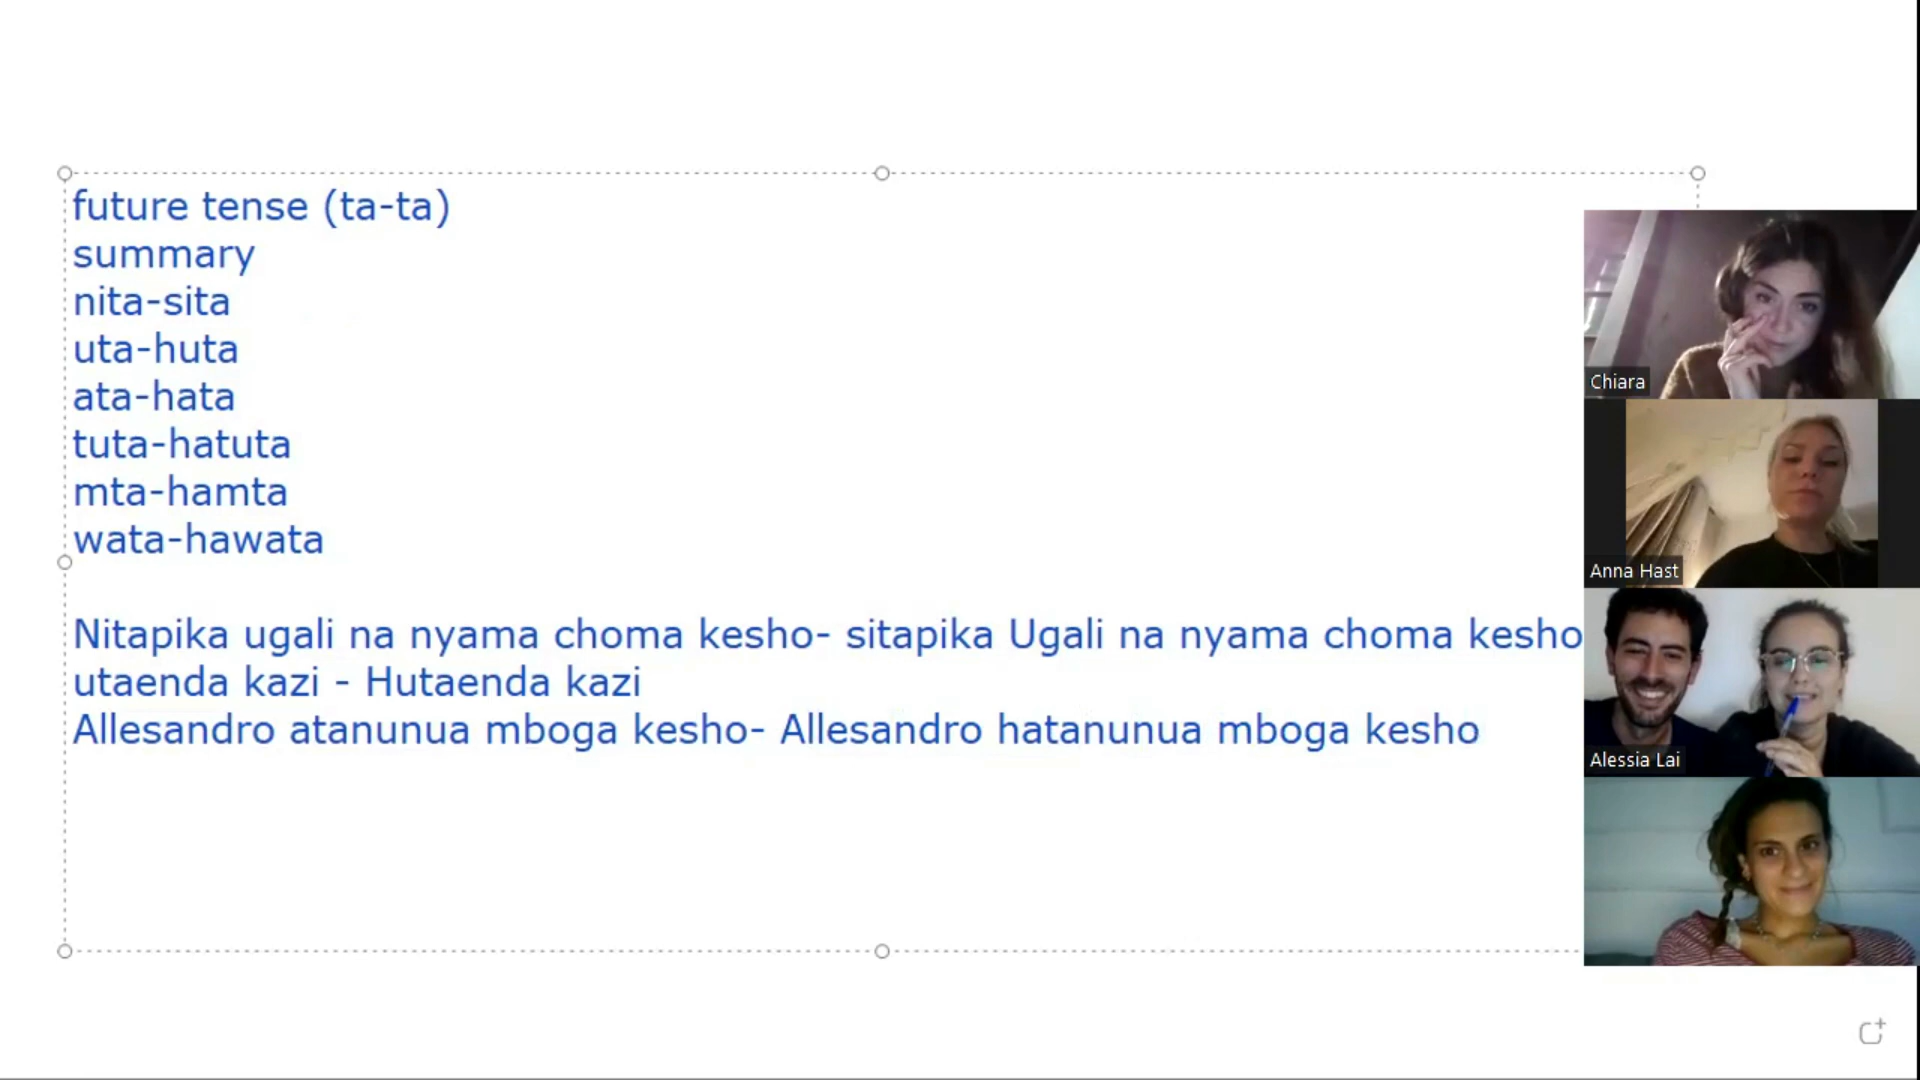 future tense (ta-ta)
summary
nita-sita
uta-huta
ata-hata
tuta-hatuta
mta-hamta
wata-hawata
Nitapika ugali na nyama choma kesho- sitapika Ugali na nyama choma kesho
utaenda kazi - Hutaenda kazi
Allesandro atanunua mboga kesho- Allesandro hatanunua mboga kesho
Chiara
Anna Hast
Alessia Lai